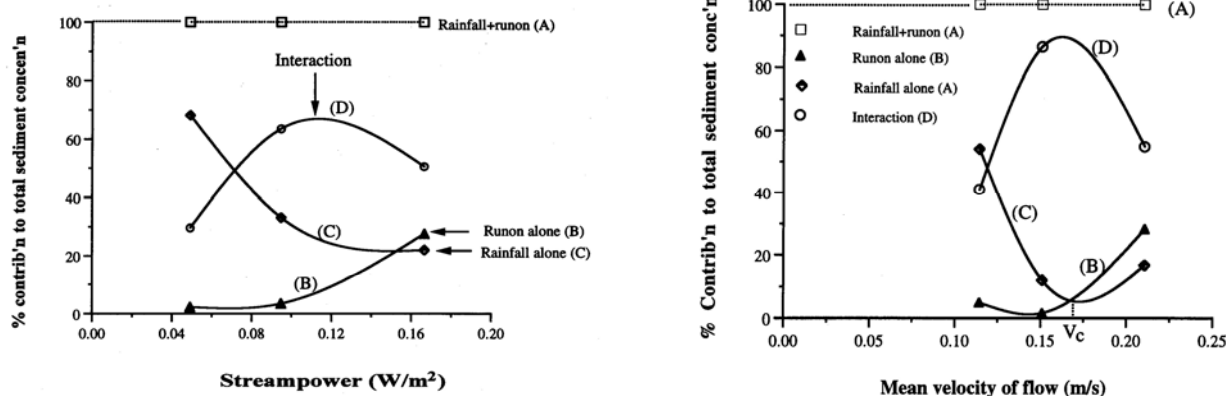 % contrib'n to total sediment concen'n
100
80
60
40
20
0
Rainfall+runon (A)
Interaction
(D)
(C)
(B)
Runon alone (B)
Rainfall alone (C)
0.00 0.04 0.08 0.12 0.16 0.20
Streampower (W/m²)
% Contrib'n to total sediment conc'n
100
80
60
40
20
0
(A)
Rainfall+runon (A)
Runon alone (B)
Rainfall alone (A)
Interaction (D)
(D)
(C)
(B)
Vc
0.00 0.05 0.10 0.15 0.20 0.25
Mean velocity of flow (m/s)